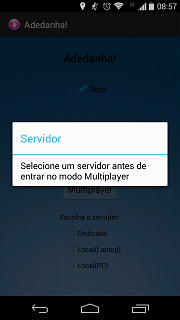 08:57
Adedanha!
Adedanha!
Som
Servidor
Selecione um servidor antes de
entrar no modo Multiplayer
Multiplayer
Escolha o servidor:
Dedicado
Local(Laptop)
Local(PC)